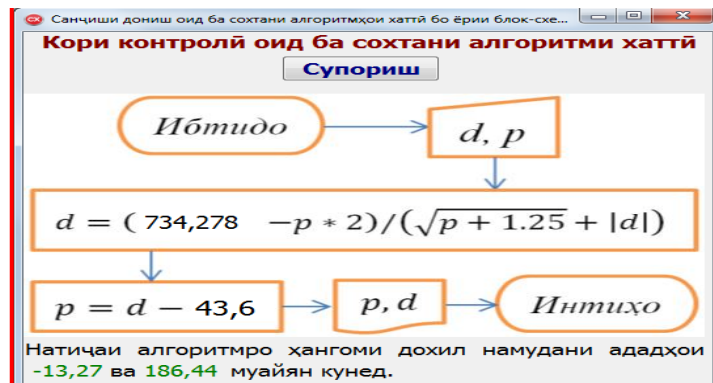 Санҷиши дониш оид ба сохтани алгоритмҳои хаттӣ бо ёрии блок-схе...
Кори контролӣ оид ба сохтани алгоритми хаттӣ
Супориш
Ибтидо
d, p
d = ( 734,278 −p * 2)/(√p + 1.25 + |d|)
p = d − 43,6
p, d
Интиҳо
Натиҷаи алгоритмро ҳангоми дохил намудани ададҳои
-13,27 ва 186,44 муайян кунед.